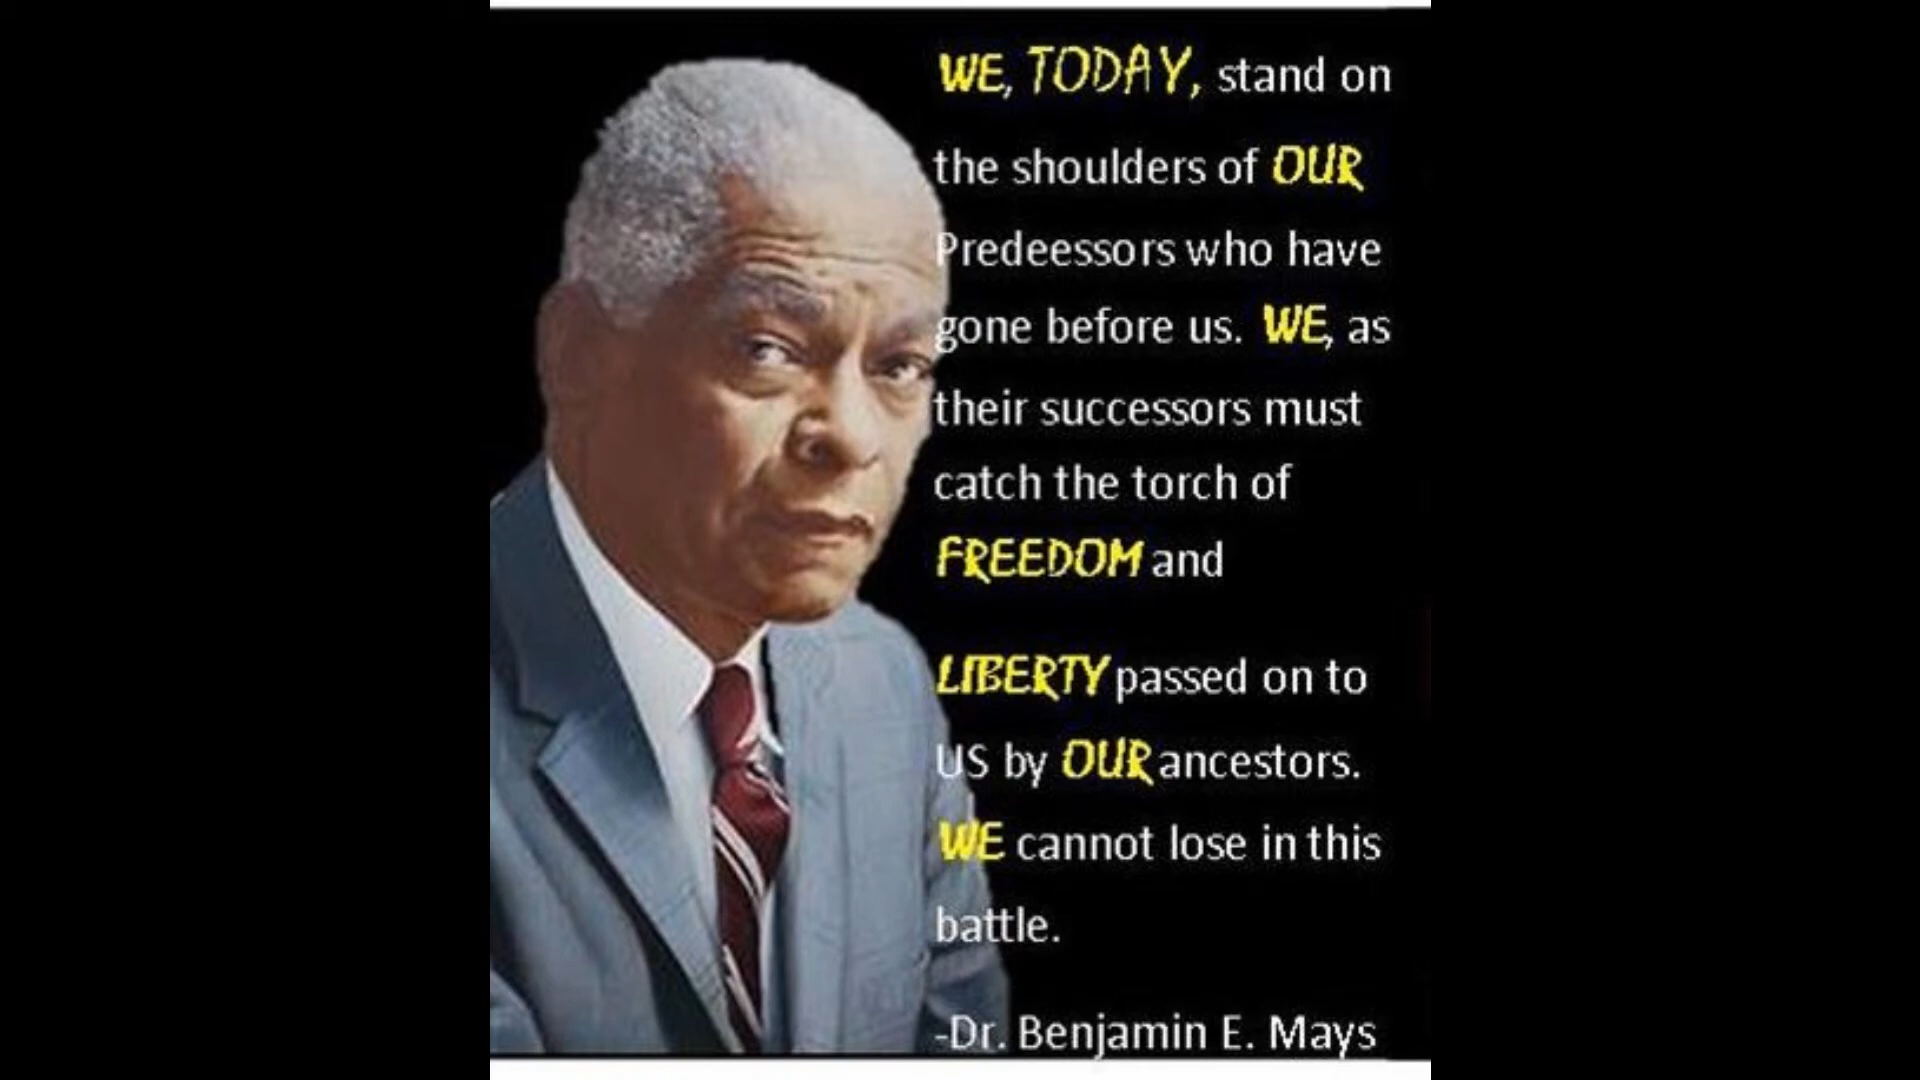 WE, TODAY, stand on
the shoulders of OUR
Predeessors who have
gone before us. WE, as
their successors must
catch the torch of
FREEDOM and
LIBERTY passed on to
US by OUR ancestors.
WE cannot lose in this
battle.
-Dr. Benjamin E. Mays